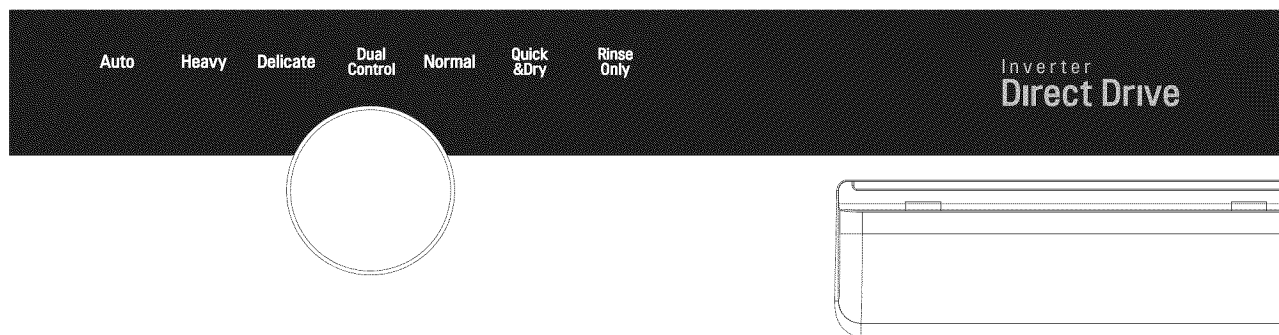 Auto
Heavy
Delicate
Dual
Control
Normal
Quick
&Dry
Rinse
Only
Inverter
Direct Drive